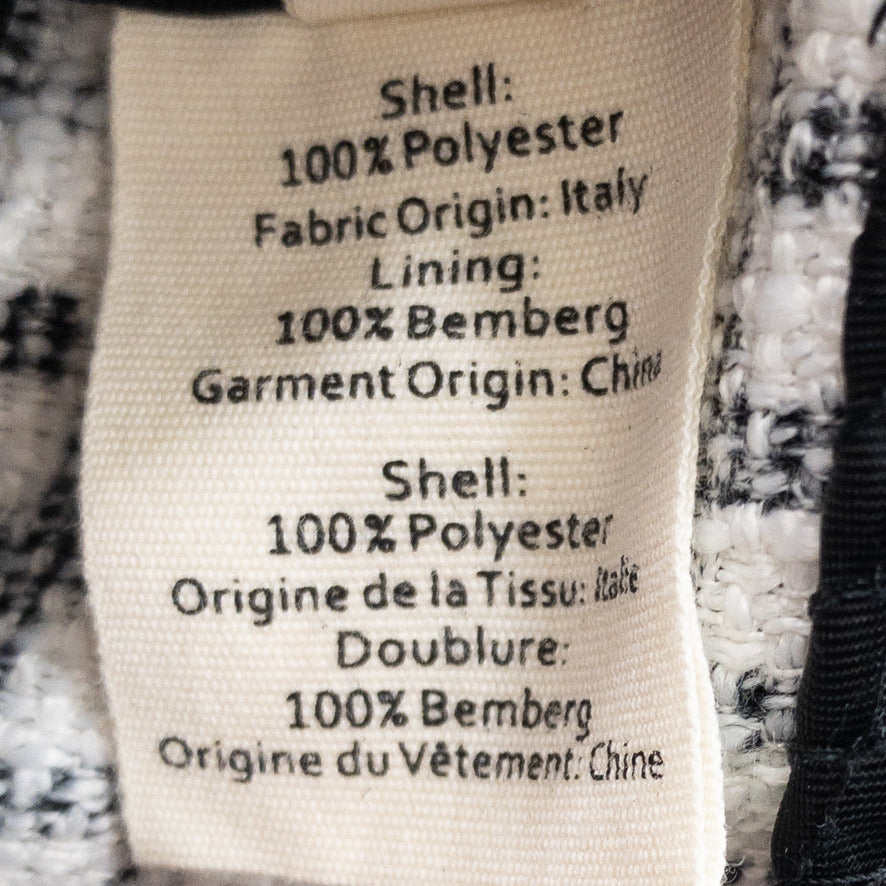 Shell:
100% Polyester
Fabric Origin: Italy
Lining:
100% Bemberg
Garment Origin: China
Shell:
100% Polyester
Origine de la Tissu: Italie
Doublure:
100% Bemberg
Origine du Vêtement: Chine